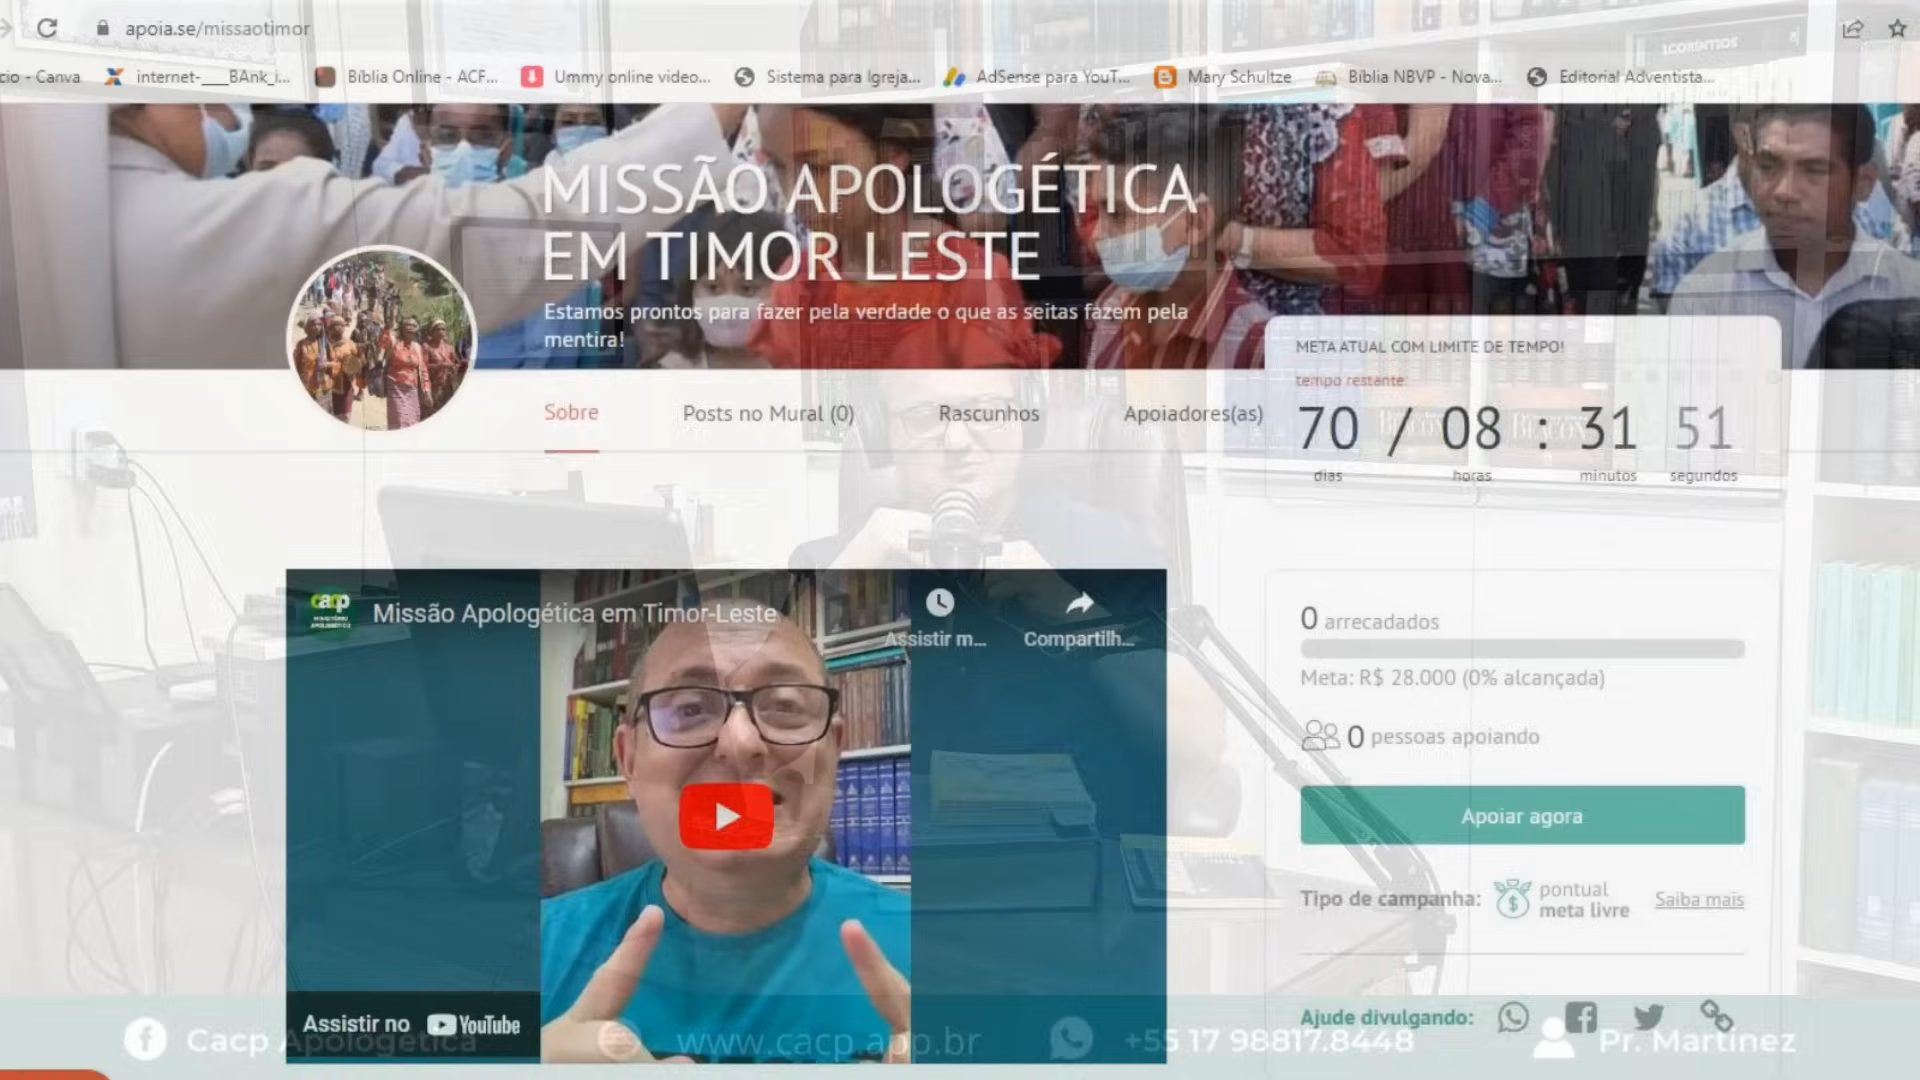 apoia.se/missaotimor
cio - Canva
internet-___BAnk_i...
Bíblia Online - ACF...
Ummy online video...
Sistema para Igreja...
AdSense para YouT...
Mary Schultze
Bíblia NBVP - Nova...
Editorial Adventista...
1CORÍNTIOS
MISSÃO APOLOGÉTICA
EM TIMOR LESTE
Estamos prontos para fazer pela verdade o que as seitas fazem pela
mentira!
META ATUAL COM LIMITE DE TEMPO!
tempo restante:
70 / 08 : 31 51
dias horas minutos segundos
Sobre
Posts no Mural (0)
Rascunhos
Apoiadores(as)
cacp
MINISTÉRIO
APOLOGÉTICO
Missão Apologética em Timor-Leste
Assistir m...
Compartilh...
Assistir no YouTube
0 arrecadados
Meta: R$ 28.000 (0% alcançada)
0 pessoas apoiando
Apoiar agora
Tipo de campanha:
pontual
meta livre
Saiba mais
Ajude divulgando:
Cacp Apologética
www.cacp.app.br
+55 17 98817.8448
Pr. Martinez